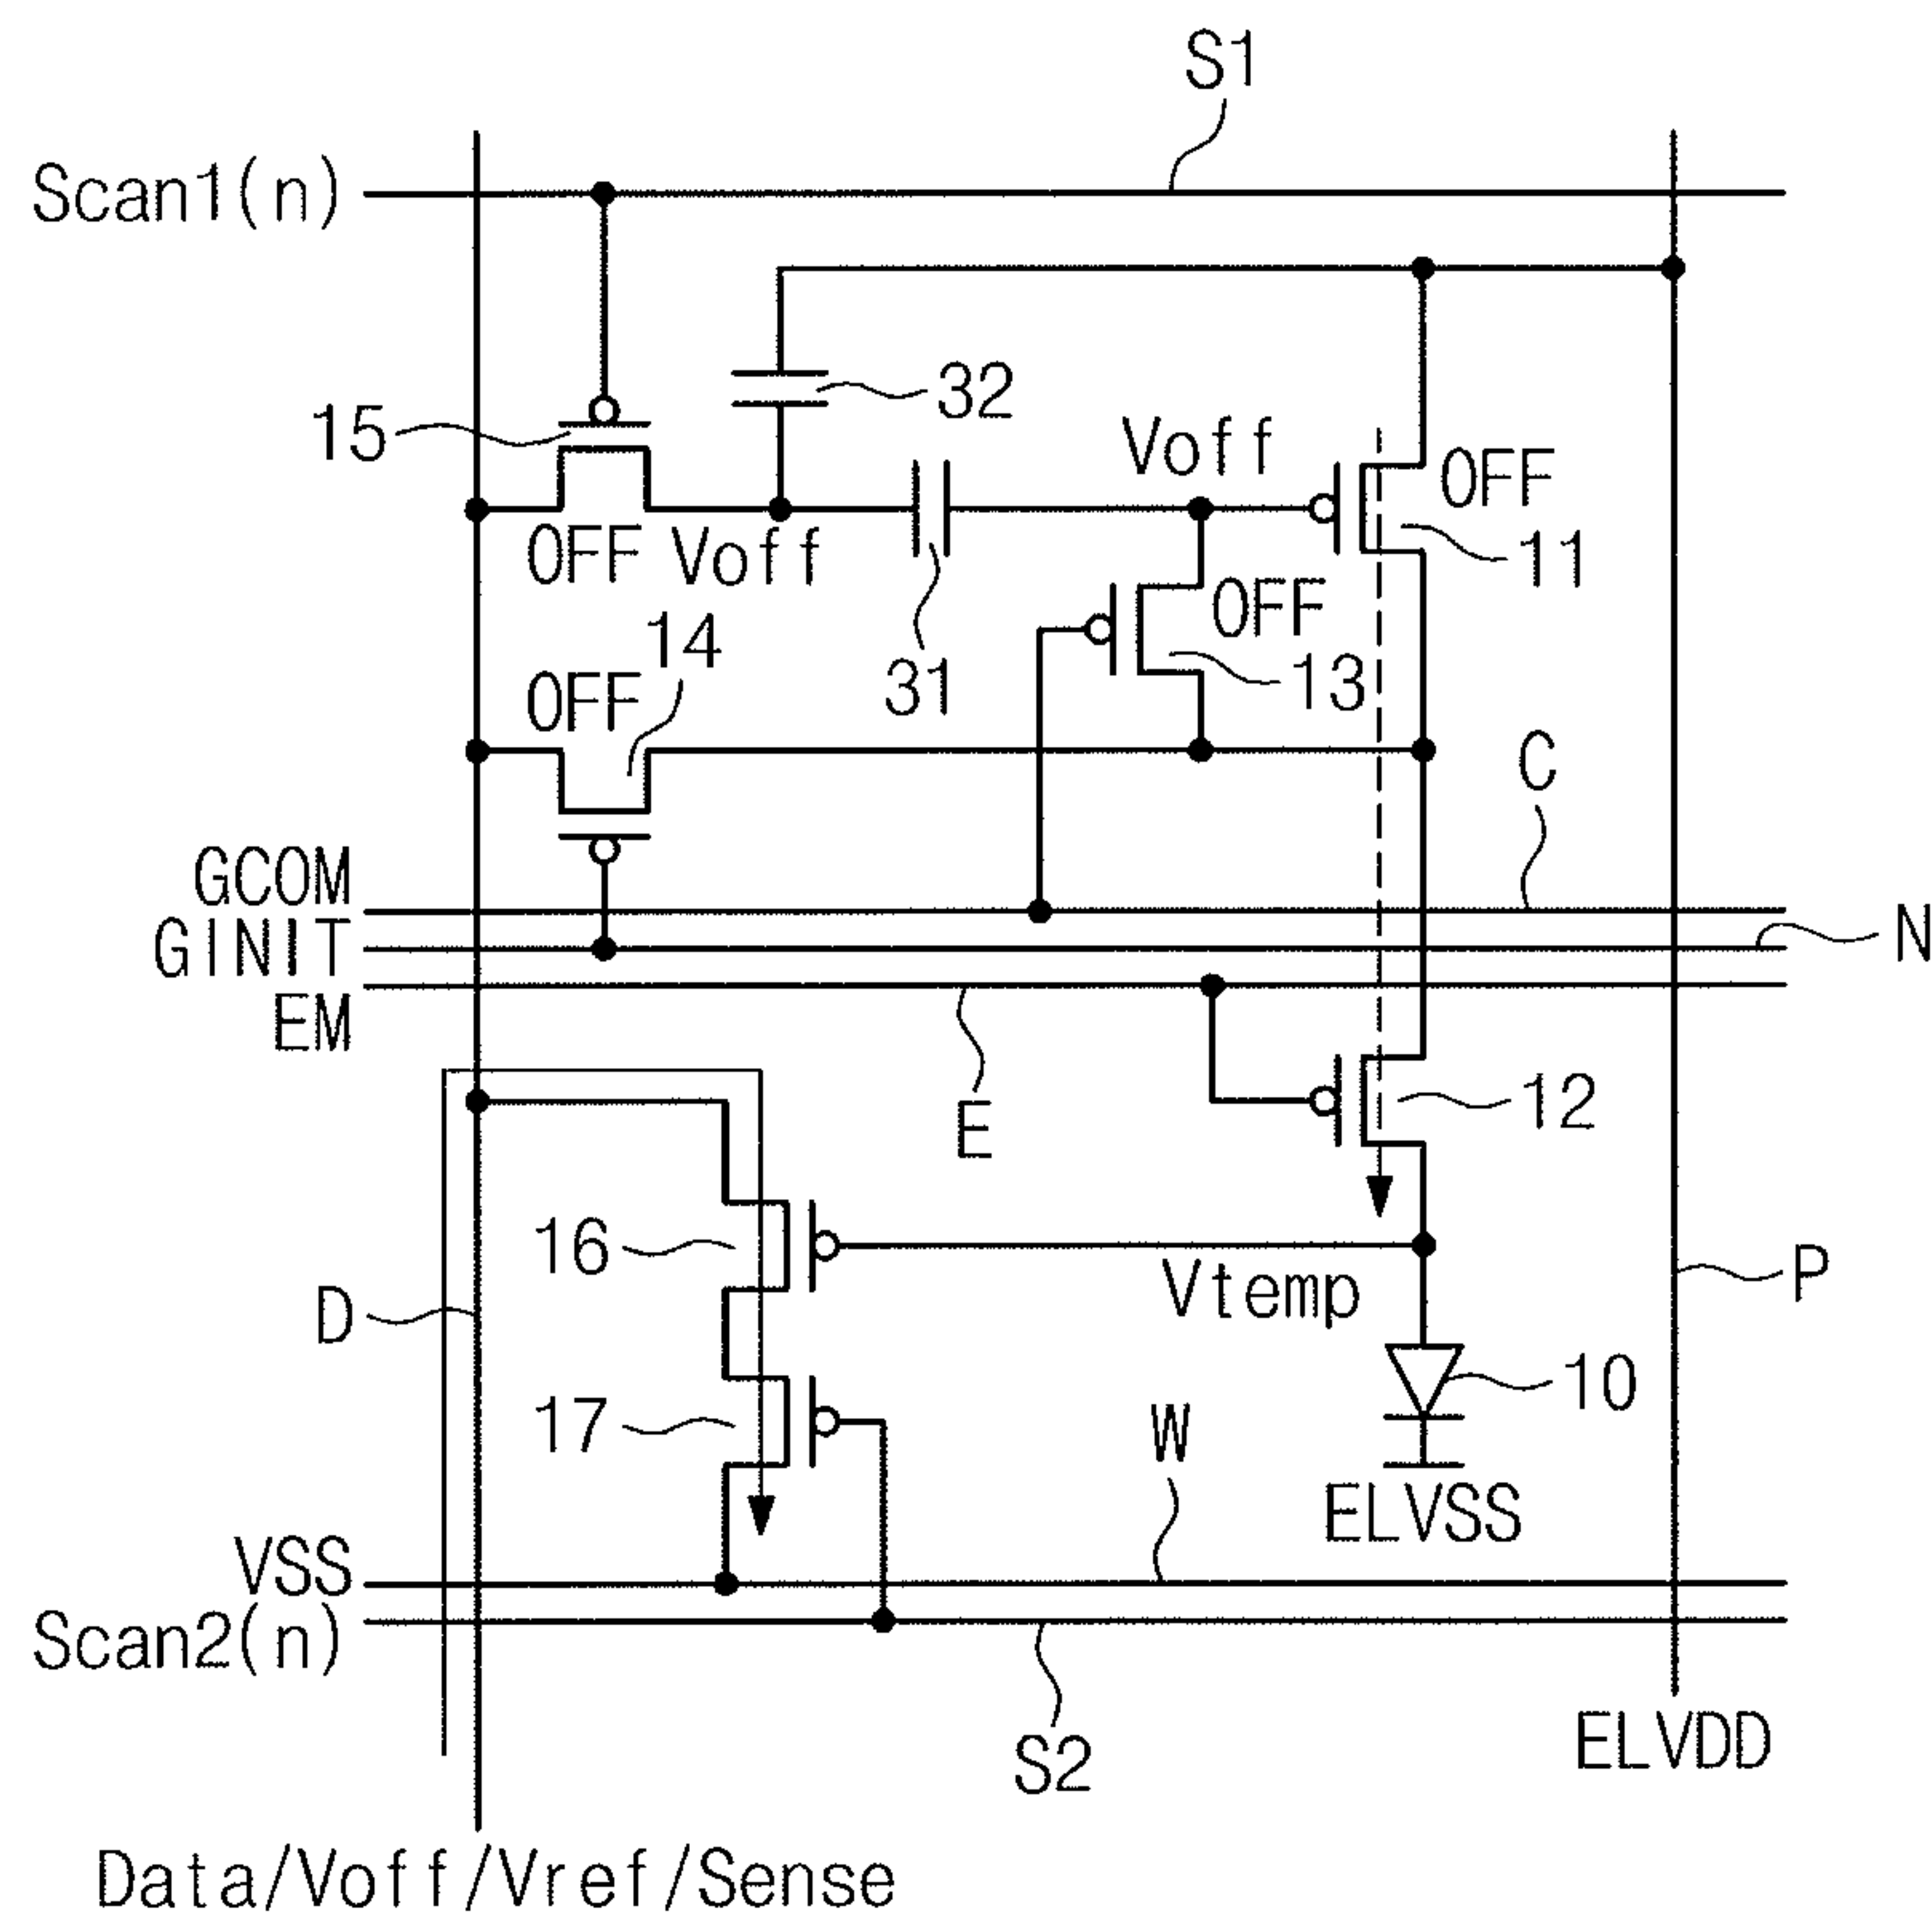 S1
Scan1(n)
32
15
Voff
OFF
OFF
Voff
11
OFF
14
31
13
OFF
C
GCOM
GINIT
N
EM
E
12
16
Vtemp
D
P
10
17
W
ELVSS
VSS
Scan2(n)
S2
ELVDD
Data/Voff/Vref/Sense